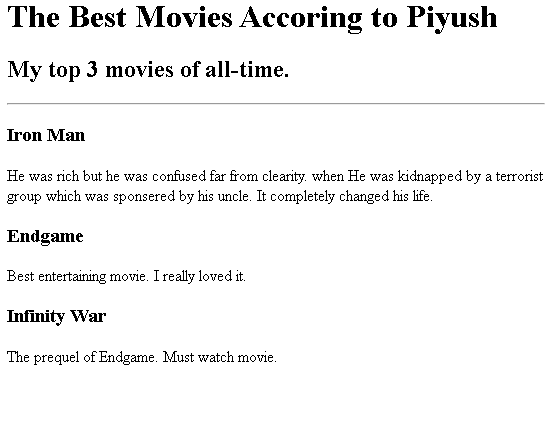 The Best Movies Accoring to Piyush
My top 3 movies of all-time.
Iron Man
He was rich but he was confused far from clearity. when He was kidnapped by a terrorist
group which was sponsered by his uncle. It completely changed his life.
Endgame
Best entertaining movie. I really loved it.
Infinity War
The prequel of Endgame. Must watch movie.